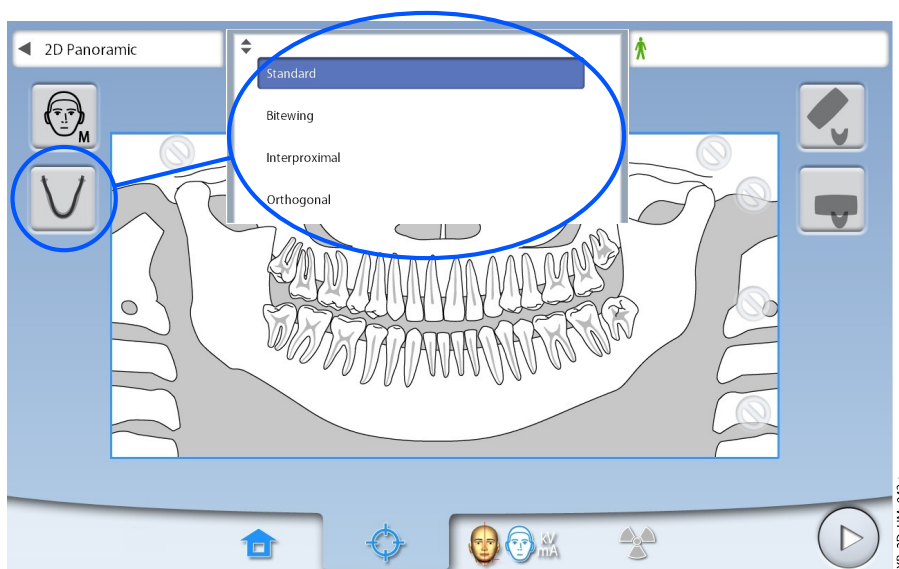 2D Panoramic
Standard
Bitewing
Interproximal
Orthogonal
M
kV
mA